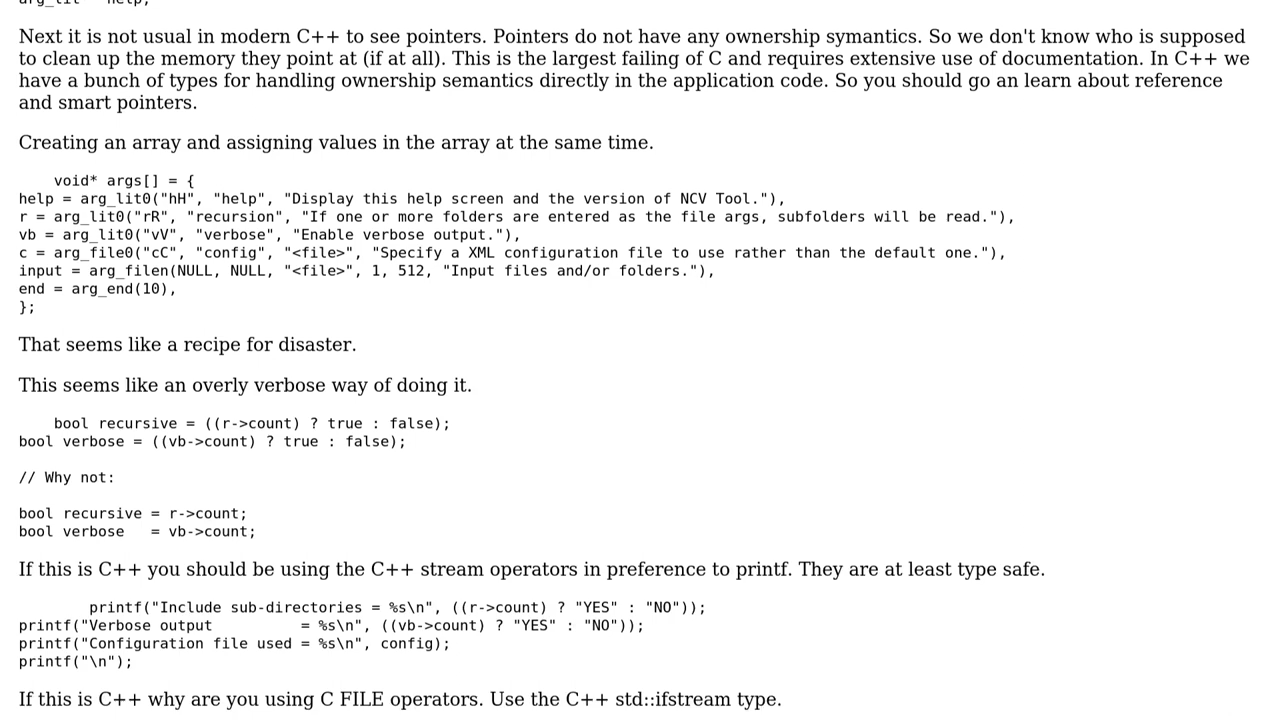 arg_lit * help;
Next it is not usual in modern C++ to see pointers. Pointers do not have any ownership symantics. So we don't know who is supposed
to clean up the memory they point at (if at all). This is the largest failing of C and requires extensive use of documentation. In C++ we
have a bunch of types for handling ownership semantics directly in the application code. So you should go an learn about reference
and smart pointers.
Creating an array and assigning values in the array at the same time.
void* args[] = {
help = arg_lit0("hH", "help", "Display this help screen and the version of NCV Tool."),
r = arg_lit0("rR", "recursion", "If one or more folders are entered as the file args, subfolders will be read."),
vb = arg_lit0("vV", "verbose", "Enable verbose output."),
c = arg_file0("cC", "config", "<file>", "Specify a XML configuration file to use rather than the default one."),
input = arg_filen(NULL, NULL, "<file>", 1, 512, "Input files and/or folders."),
end = arg_end(10),
};
That seems like a recipe for disaster.
This seems like an overly verbose way of doing it.
bool recursive = ((r->count) ? true : false);
bool verbose = ((vb->count) ? true : false);
// Why not:
bool recursive = r->count;
bool verbose   = vb->count;
If this is C++ you should be using the C++ stream operators in preference to printf. They are at least type safe.
printf("Include sub-directories = %s\n", ((r->count) ? "YES" : "NO"));
printf("Verbose output          = %s\n", ((vb->count) ? "YES" : "NO"));
printf("Configuration file used = %s\n", config);
printf("\n");
If this is C++ why are you using C FILE operators. Use the C++ std::ifstream type.